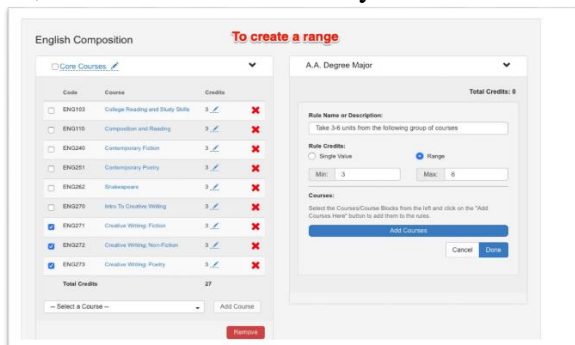 To create a range
English Composition
Core Courses
Code Course Credits
ENG103 College Reading and Study Skills 3
ENG110 Composition and Reading 3
ENG240 Contemporary Fiction 3
ENG251 Contemporary Poetry 3
ENG262 Shakespeare 3
ENG270 Intro To Creative Writing 3
ENG271 Creative Writing: Fiction 3
ENG272 Creative Writing: Non-Fiction 3
ENG273 Creative Writing: Poetry 3
Total Credits 27
-- Select a Course -- Add Course
Remove
A.A. Degree Major
Total Credits: 0
Rule Name or Description:
Take 3-6 units from the following group of courses
Rule Credits:
Single Value Range
Min: 3 Max: 6
Courses:
Select the Courses/Course Blocks from the left and click on the "Add
Courses Here" button to add them to the rules.
Add Courses
Cancel Done